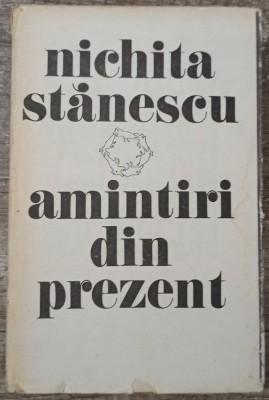 nichita
stănescu
amintiri
din
prezent